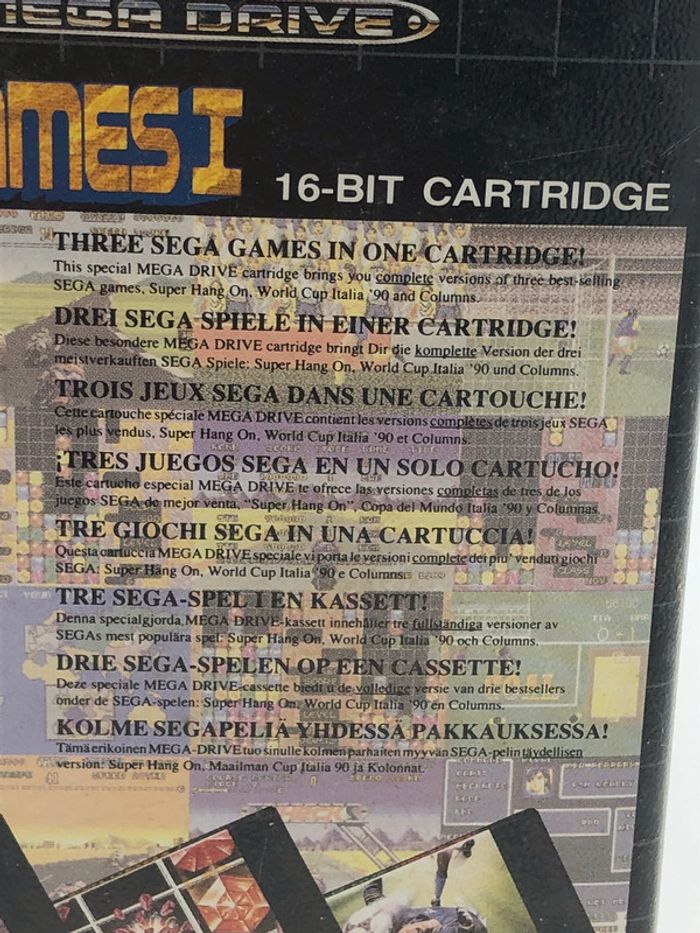 MEGA DRIVE
AMES I
16-BIT CARTRIDGE
THREE SEGA GAMES IN ONE CARTRIDGE!
This special MEGA DRIVE cartridge brings you complete versions of three best-selling
SEGA games, Super Hang On, World Cup Italia '90 and Columns.
DREI SEGA SPIELE IN EINER CARTRIDGE!
Diese besondere MEGA DRIVE cartridge bringt Dir die komplette Version der drei
meistverkauften SEGA Spiele: Super Hang On, World Cup Italia '90 und Columns.
TROIS JEUX SEGA DANS UNE CARTOUCHE!
Cette cartouche spéciale MEGA DRIVE contient les versions complètes de trois jeux SEGA
les plus vendus, Super Hang On, World Cup Italia '90 et Columns.
¡TRES JUEGOS SEGA EN UN SOLO CARTUCHO!
Este cartucho especial MEGA DRIVE te ofrece las versiones completas de tres de los
juegos SEGA de mejor venta, "Super Hang On", Copa del Mundo Italia '90 y Columnas.
TRE GIOCHI SEGA IN UNA CARTUCCIA!
Questa cartuccia MEGA DRIVE speciale vi porta le versioni complete dei piu' venduti giochi
SEGA: Super Hang On, World Cup Italia '90 e Columns.
TRE SEGA-SPEL I EN KASSETT!
Denna specialgjorda MEGA DRIVE-kassett innehåller tre fullständiga versioner av
SEGAs mest populära spel: Super Hang On, World Cup Italia '90 och Columns.
DRIE SEGA-SPELEN OP EEN CASSETTE!
Deze speciale MEGA DRIVE-cassette biedt u de volledige versie van drie bestsellers
onder de SEGA-spelen: Super Hang On, World Cup Italia '90 en Columns.
KOLME SEGAPELIÄ YHDESSÄ PAKKAUKSESSA!
Tämä erikoinen MEGA-DRIVE tuo sinulle kolmen parhaiten myyvän SEGA-pelin täydellisen
version: Super Hang On, Maailman Cup Italia 90 ja Kolonnat.